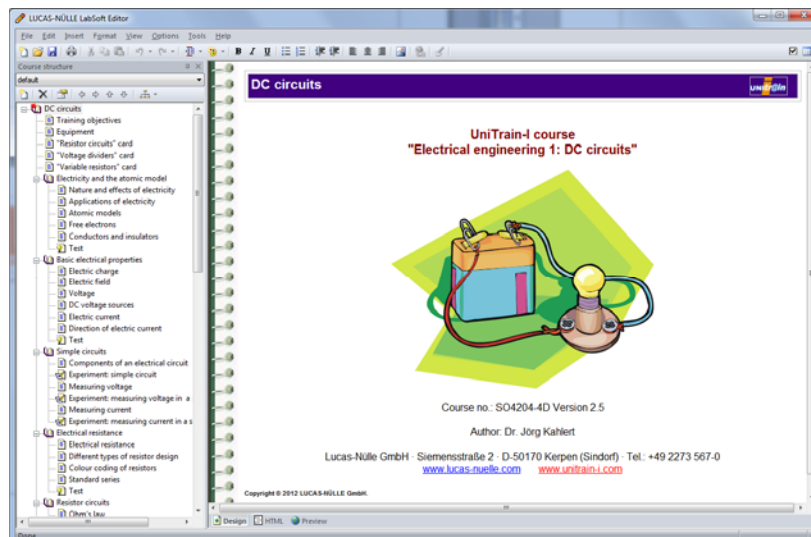 LUCAS-NÜLLE LabSoft Editor
File Edit Insert Format View Options Tools Help
B I U
Course structure
default
DC circuits
Training objectives
Equipment
"Resistor circuits" card
"Voltage dividers" card
"Variable resistors" card
Electricity and the atomic model
Nature and effects of electricity
Applications of electricity
Atomic models
Free electrons
Conductors and insulators
Test
Basic electrical properties
Electric charge
Electric field
Voltage
DC voltage sources
Electric current
Direction of electric current
Test
Simple circuits
Components of an electrical circuit
Experiment: simple circuit
Measuring voltage
Experiment: measuring voltage in a
Measuring current
Experiment: measuring current in a s
Electrical resistance
Electrical resistance
Different types of resistor design
Colour coding of resistors
Standard series
Test
Resistor circuits
Ohm's law
Done
DC circuits
UNITRAIN
UniTrain-I course
"Electrical engineering 1: DC circuits"
Course no.: SO4204-4D Version 2.5
Author: Dr. Jörg Kahlert
Lucas-Nülle GmbH · Siemensstraße 2 · D-50170 Kerpen (Sindorf) · Tel.: +49 2273 567-0
www.lucas-nuelle.com www.unitrain-i.com
Copyright © 2012 LUCAS-NÜLLE GmbH.
Design HTML Preview